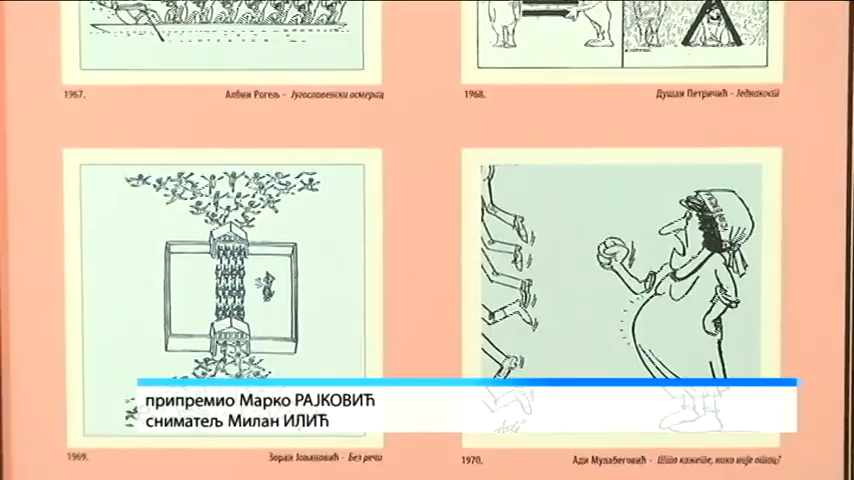 1967.
Албин Рогељ - Југословенски осмерац
1968.
Душан Петричић - Једнакост
припремио Марко РАЈКОВИЋ
сниматељ Милан ИЛИЋ
1969.
Зоран Јовановић - Без речи
1970.
Ади Мулабеговић - Шта кажете, нико није отац?